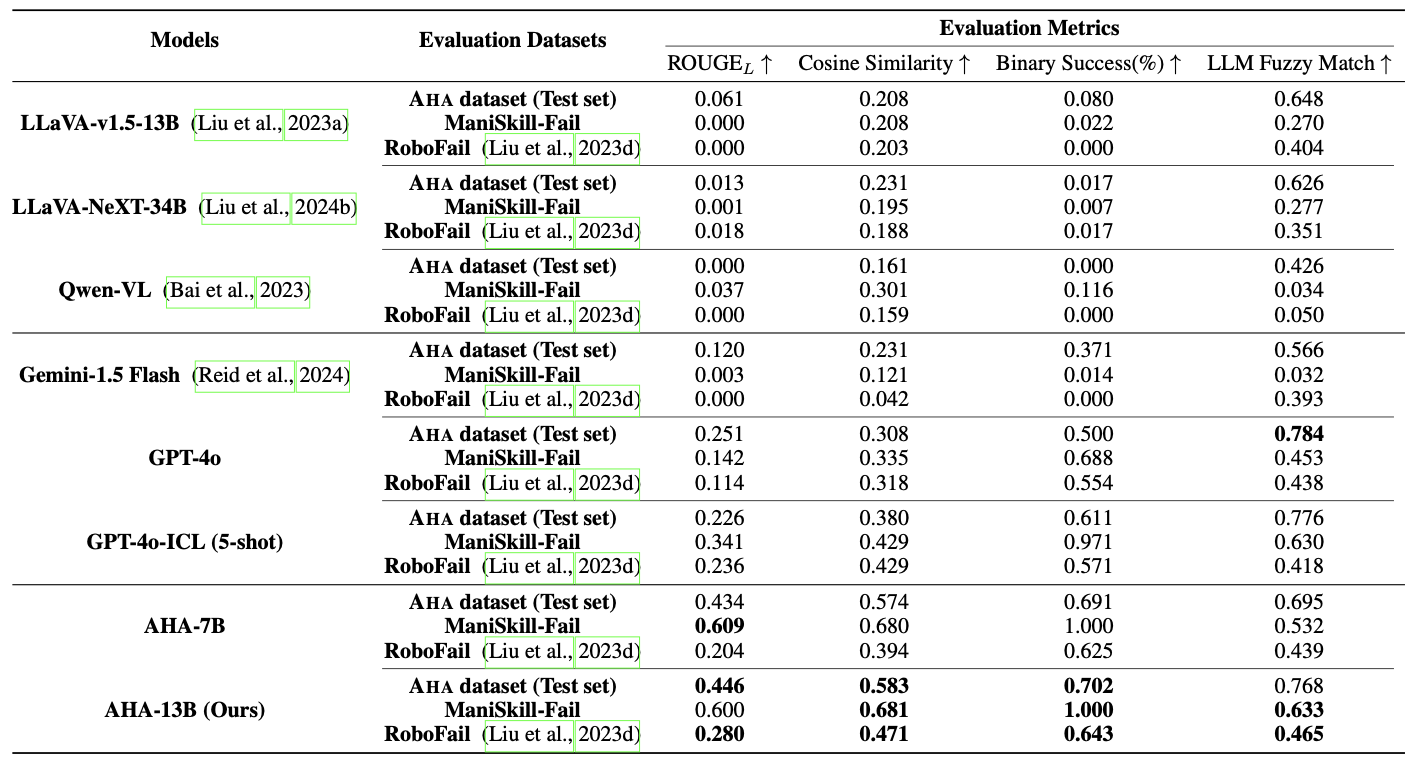 Models Evaluation Datasets Evaluation Metrics
ROUGE_L ↑ Cosine Similarity ↑ Binary Success(%) ↑ LLM Fuzzy Match ↑
AHA dataset (Test set) 0.061 0.208 0.080 0.648
LLaVA-v1.5-13B (Liu et al., 2023a) ManiSkill-Fail 0.000 0.208 0.022 0.270
RoboFail (Liu et al., 2023d) 0.000 0.203 0.000 0.404
AHA dataset (Test set) 0.013 0.231 0.017 0.626
LLaVA-NeXT-34B (Liu et al., 2024b) ManiSkill-Fail 0.001 0.195 0.007 0.277
RoboFail (Liu et al., 2023d) 0.018 0.188 0.017 0.351
AHA dataset (Test set) 0.000 0.161 0.000 0.426
Qwen-VL (Bai et al., 2023) ManiSkill-Fail 0.037 0.301 0.116 0.034
RoboFail (Liu et al., 2023d) 0.000 0.159 0.000 0.050
AHA dataset (Test set) 0.120 0.231 0.371 0.566
Gemini-1.5 Flash (Reid et al., 2024) ManiSkill-Fail 0.003 0.121 0.014 0.032
RoboFail (Liu et al., 2023d) 0.000 0.042 0.000 0.393
AHA dataset (Test set) 0.251 0.308 0.500 0.784
GPT-4o ManiSkill-Fail 0.142 0.335 0.688 0.453
RoboFail (Liu et al., 2023d) 0.114 0.318 0.554 0.438
AHA dataset (Test set) 0.226 0.380 0.611 0.776
GPT-4o-ICL (5-shot) ManiSkill-Fail 0.341 0.429 0.971 0.630
RoboFail (Liu et al., 2023d) 0.236 0.429 0.571 0.418
AHA dataset (Test set) 0.434 0.574 0.691 0.695
AHA-7B ManiSkill-Fail 0.609 0.680 1.000 0.532
RoboFail (Liu et al., 2023d) 0.204 0.394 0.625 0.439
AHA dataset (Test set) 0.446 0.583 0.702 0.768
AHA-13B (Ours) ManiSkill-Fail 0.600 0.681 1.000 0.633
RoboFail (Liu et al., 2023d) 0.280 0.471 0.643 0.465